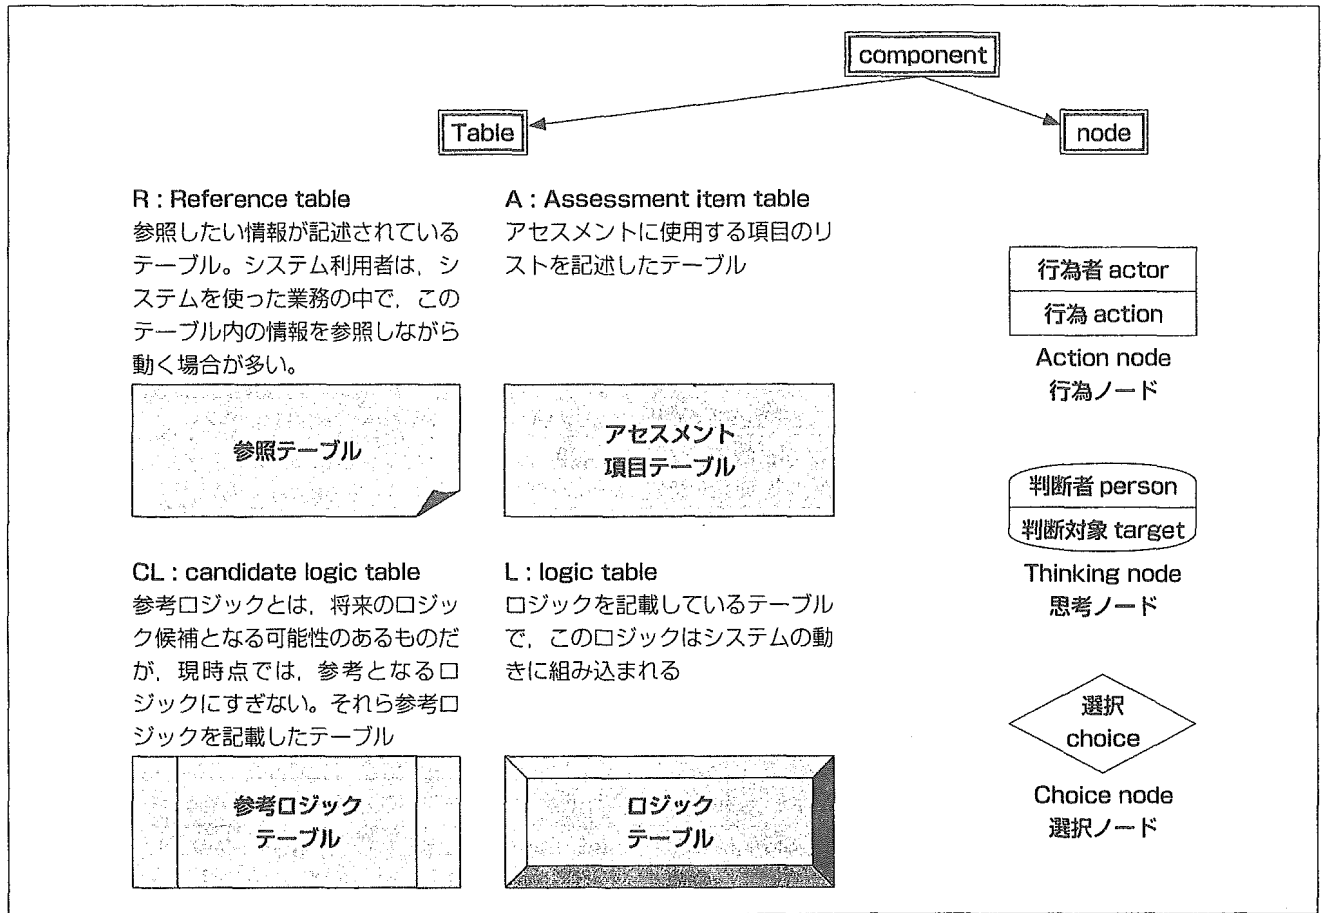 component
Table
node
R : Reference table
参照したい情報が記述されている
テーブル。システム利用者は，シ
ステムを使った業務の中で，この
テーブル内の情報を参照しながら
動く場合が多い。
参照テーブル
A : Assessment item table
アセスメントに使用する項目のリ
ストを記述したテーブル
アセスメント
項目テーブル
CL : candidate logic table
参考ロジックとは，将来のロジッ
ク候補となる可能性のあるものだ
が，現時点では，参考となるロ
ジックにすぎない。それら参考ロ
ジックを記載したテーブル
参考ロジック
テーブル
L : logic table
ロジックを記載しているテーブル
で，このロジックはシステムの動
きに組み込まれる
ロジック
テーブル
行為者 actor
行為 action
Action node
行為ノード
判断者 person
判断対象 target
Thinking node
思考ノード
選択
choice
Choice node
選択ノード